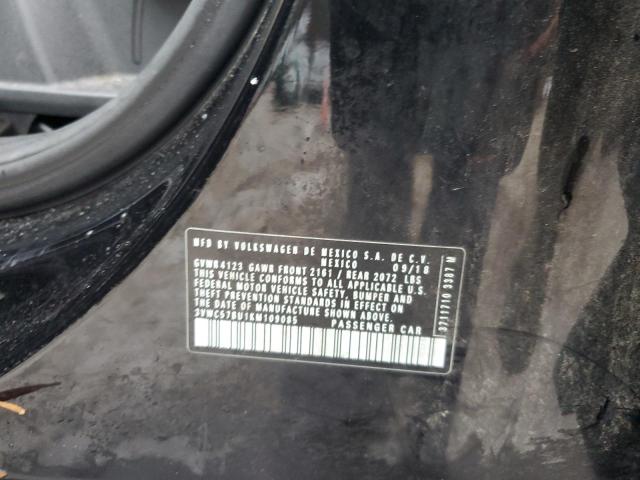 MFD BY VOLKSWAGEN DE MEXICO S.A. DE C.V.
MEXICO 09/18
GVWR4123 GAWR FRONT 2161 / REAR 2072 LBS
THIS VEHICLE CONFORMS TO ALL APPLICABLE U.S.
FEDERAL MOTOR VEHICLE SAFETY, BUMPER AND
THEFT PREVENTION STANDARDS IN EFFECT ON
THE DATE OF MANUFACTURE SHOWN ABOVE.
PASSENGER CAR
3387 M